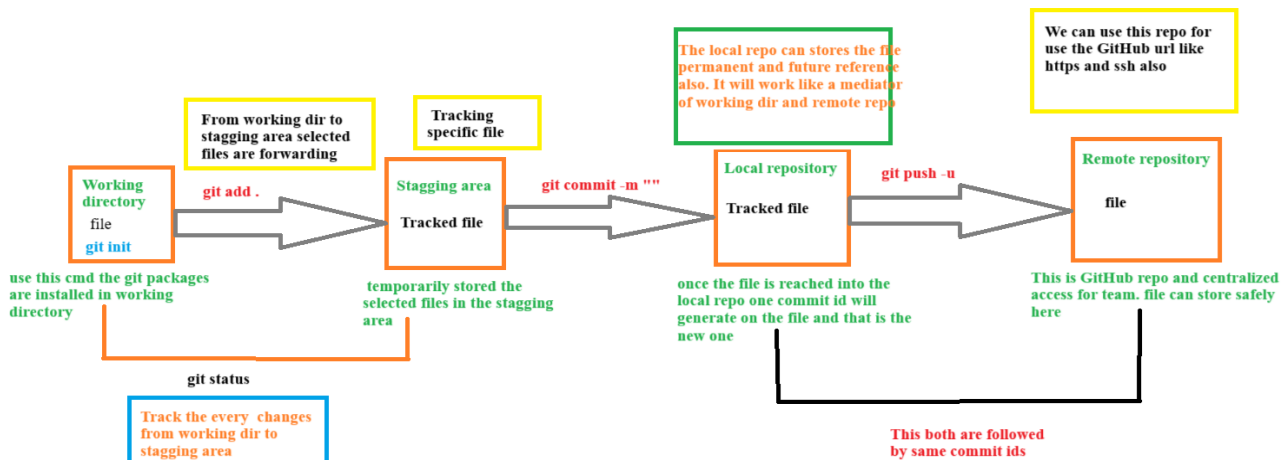 We can use this repo for
use the GitHub url like
https and ssh also
The local repo can stores the file
permanent and future reference
also. It will work like a mediator
of working dir and remote repo
From working dir to
stagging area selected
files are forwarding
Tracking
specific file
Working
directory
file
git init
git add .
Stagging area
Tracked file
git commit -m ""
Local repository
Tracked file
git push -u
Remote repository
file
use this cmd the git packages
are installed in working
directory
temporarily stored the
selected files in the stagging
area
once the file is reached into the
local repo one commit id will
generate on the file and that is the
new one
This is GitHub repo and centralized
access for team. file can store safely
here
git status
Track the every changes
from working dir to
stagging area
This both are followed
by same commit ids